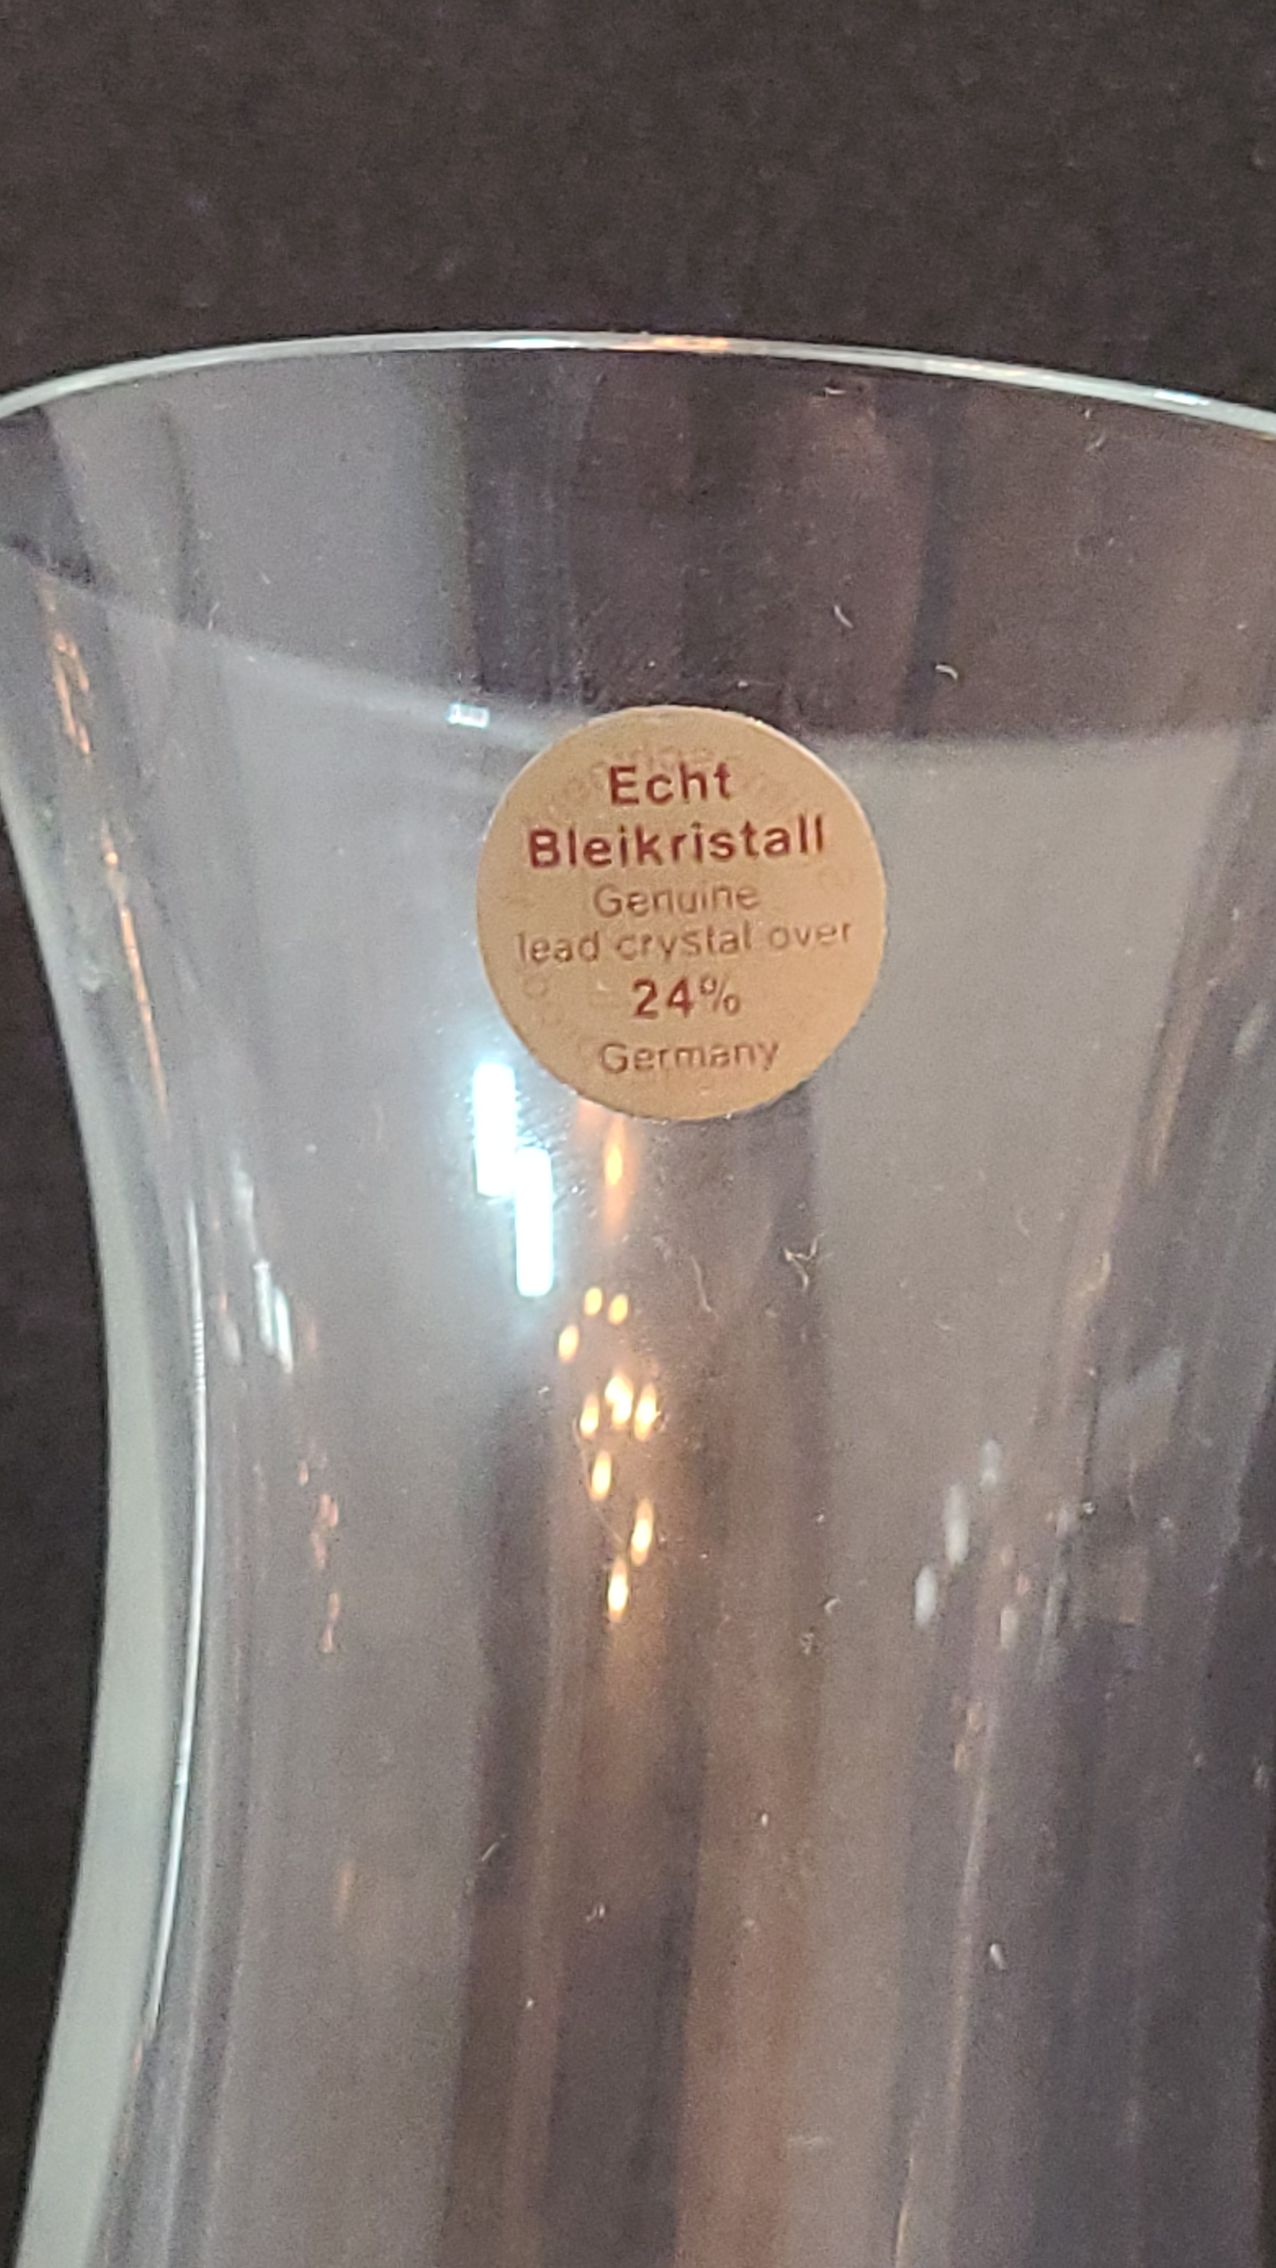 Echt
Bleikristall
Genuine
lead crystal over
24%
Germany